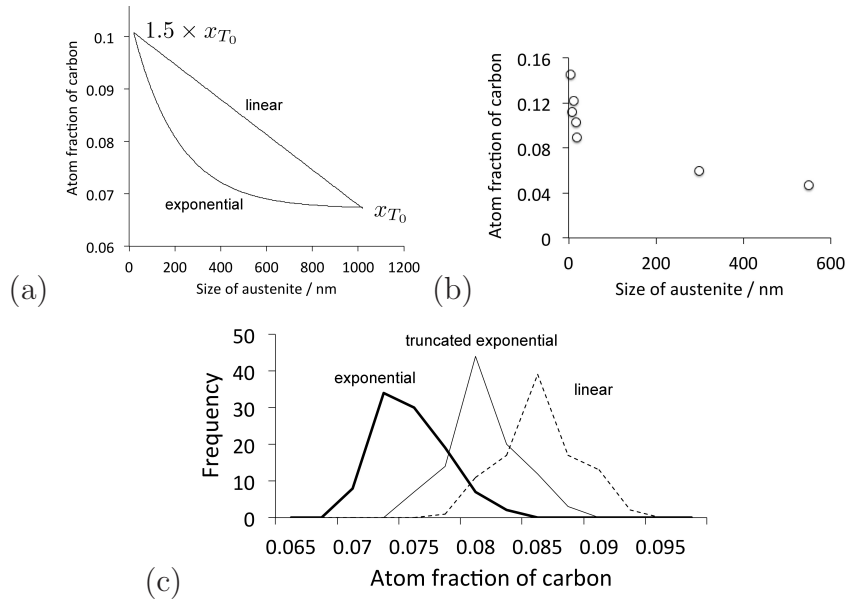 0.1
0.09
0.08
0.07
0.06
Atom fraction of carbon
1.5 × x_{T_0}
linear
exponential
x_{T_0}
0 200 400 600 800 1000 1200
Size of austenite / nm
(a)
0.16
0.12
0.08
0.04
0
Atom fraction of carbon
0 200 400 600
Size of austenite / nm
(b)
50
40
30
20
10
0
Frequency
truncated exponential
exponential
linear
0.065 0.07 0.075 0.08 0.085 0.09 0.095
Atom fraction of carbon
(c)